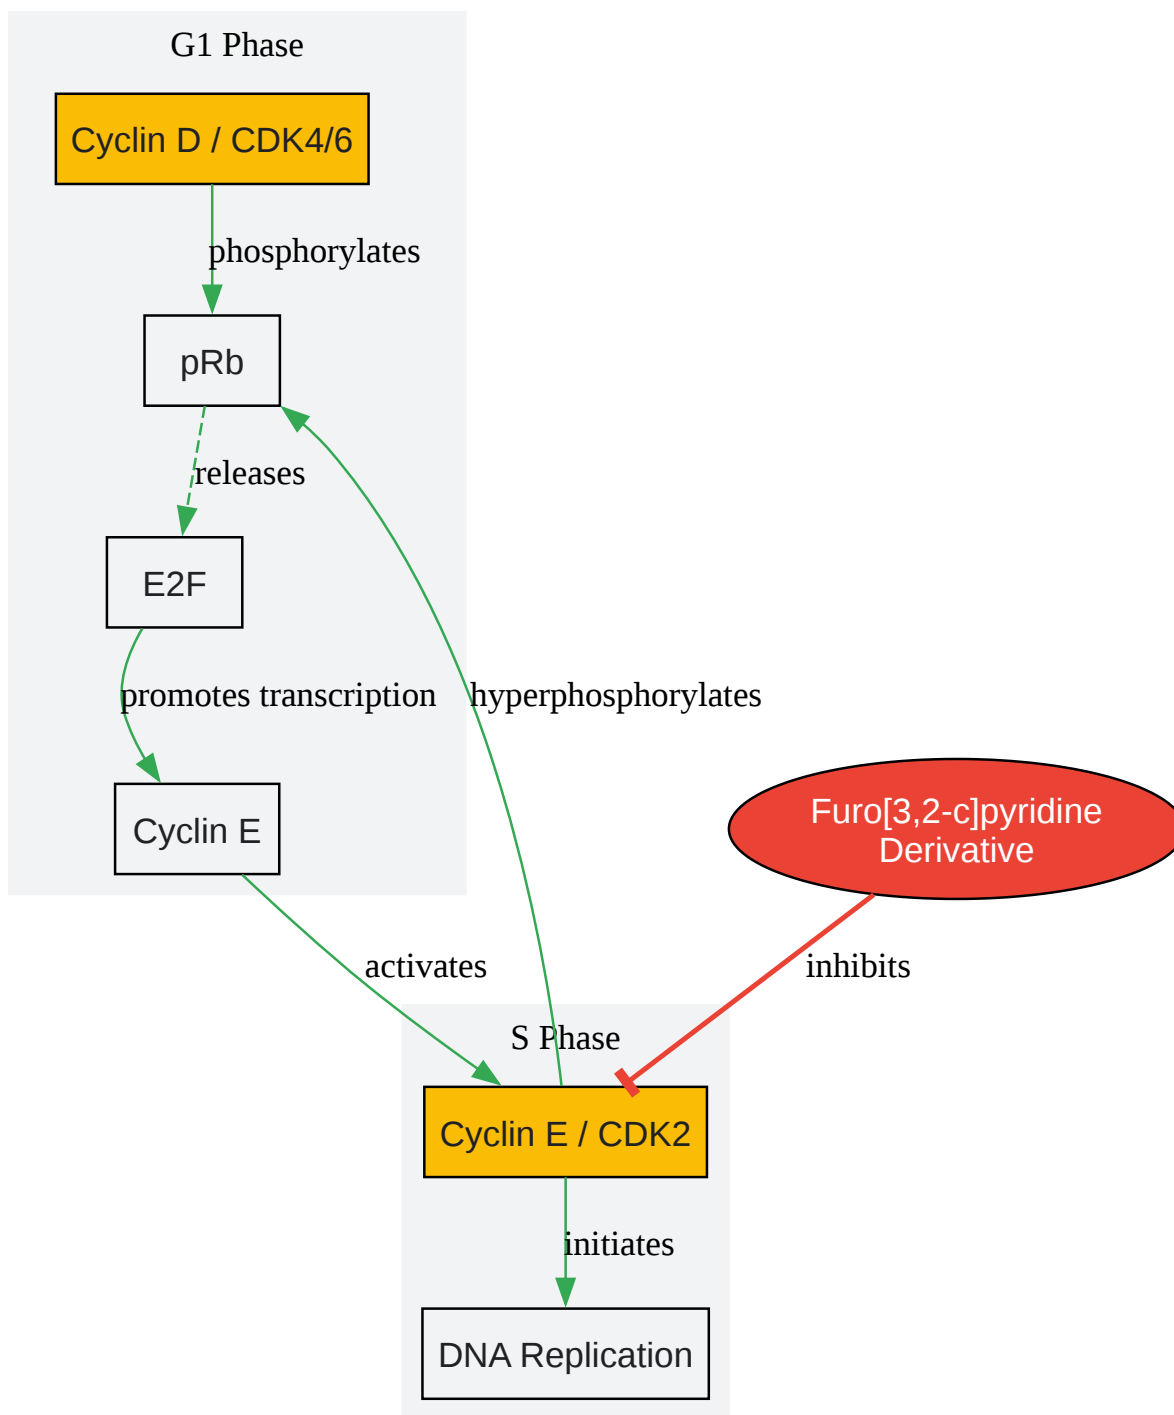 G1 Phase
Cyclin D / CDK4/6
phosphorylates
pRb
releases
E2F
promotes transcription
hyperphosphorylates
Cyclin E
Furo[3,2-c]pyridine
Derivative
activates
inhibits
S Phase
Cyclin E / CDK2
initiates
DNA Replication